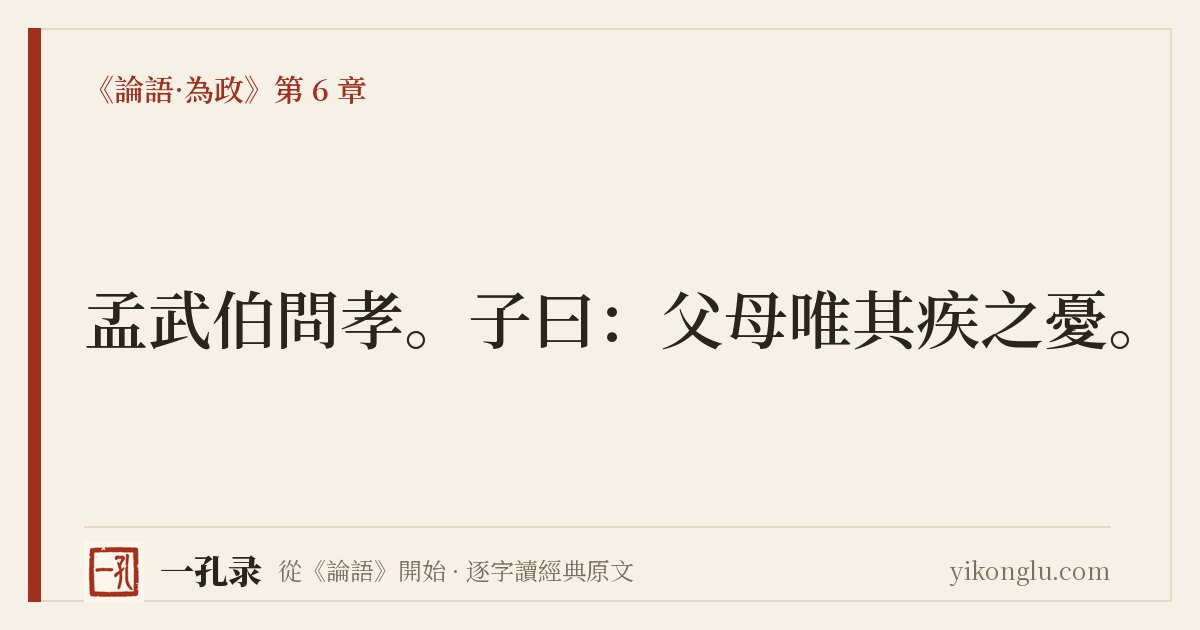 《論語·為政》第 6 章
孟武伯問孝。子曰：父母唯其疾之憂。
一孔
一孔录 從《論語》開始 · 逐字讀經典原文 yikonglu.com